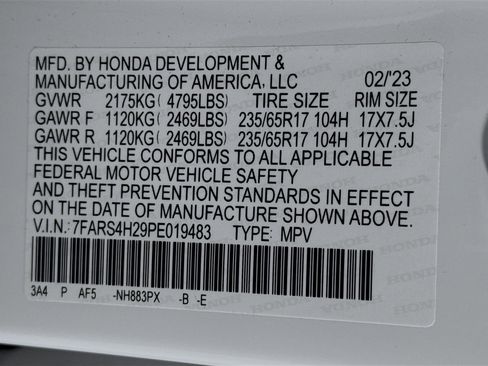 MFD. BY HONDA DEVELOPMENT &
MANUFACTURING OF AMERICA, LLC 02/'23
GVWR 2175KG( 4795LBS) TIRE SIZE RIM SIZE
GAWR F 1120KG( 2469LBS) 235/65R17 104H 17X7.5J
GAWR R 1120KG( 2469LBS) 235/65R17 104H 17X7.5J
THIS VEHICLE CONFORMS TO ALL APPLICABLE
FEDERAL MOTOR VEHICLE SAFETY
AND THEFT PREVENTION STANDARDS IN EFFECT
ON THE DATE OF MANUFACTURE SHOWN ABOVE.
V.I.N.:7FARS4H29PE019483 TYPE: MPV
3A4 P AF5 -NH883PX -B -E